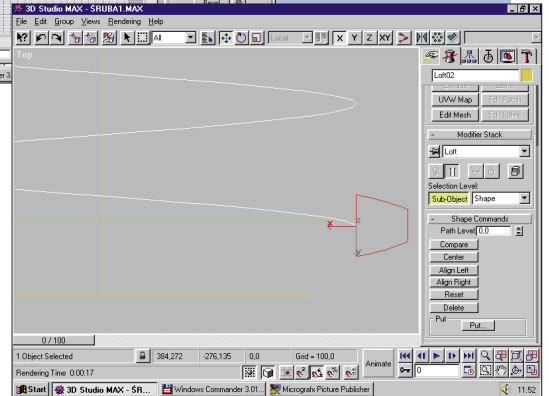 3D Studio MAX - ŠRUBA1.MAX
File Edit Group Views Rendering Help
All
Local
X Y Z XY
Top
Loft02
UVW Map Edit Patch
Edit Mesh Edit Spline
- Modifier Stack
Loft
Selection Level:
Sub-Object Shape
- Shape Commands
Path Level: 0,0
Compare
Center
Align Left
Align Right
Reset
Delete
Put
Put...
x
z
y
0 / 100
1 Object Selected 384,272 -276,135 0,0 Grid = 100,0
Animate
0
Rendering Time 0:00:17
Start 3D Studio MAX - ŠR... Windows Commander 3.01... Micrografx Picture Publisher 11:52